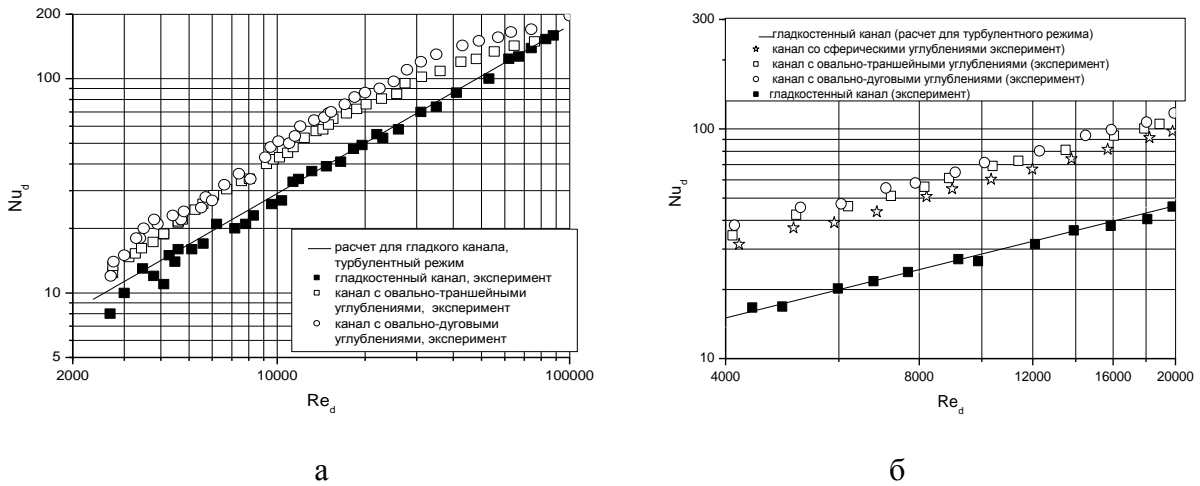 200
100
10
5
2000
10000
100000
Nu_d
Re_d
расчет для гладкого канала,
турбулентный режим
гладкостенный канал, эксперимент
канал с овально-траншейными
углублениями, эксперимент
канал с овально-дуговыми
углублениями, эксперимент
а
300
100
10
4000
8000
12000
16000
20000
Nu_d
Re_d
гладкостенный канал (расчет для турбулентного режима)
канал со сферическими углублениями эксперимент)
канал с овально-траншейными углублениями (эксперимент)
канал с овально-дуговыми углублениями (эксперимент)
гладкостенный канал (эксперимент)
б